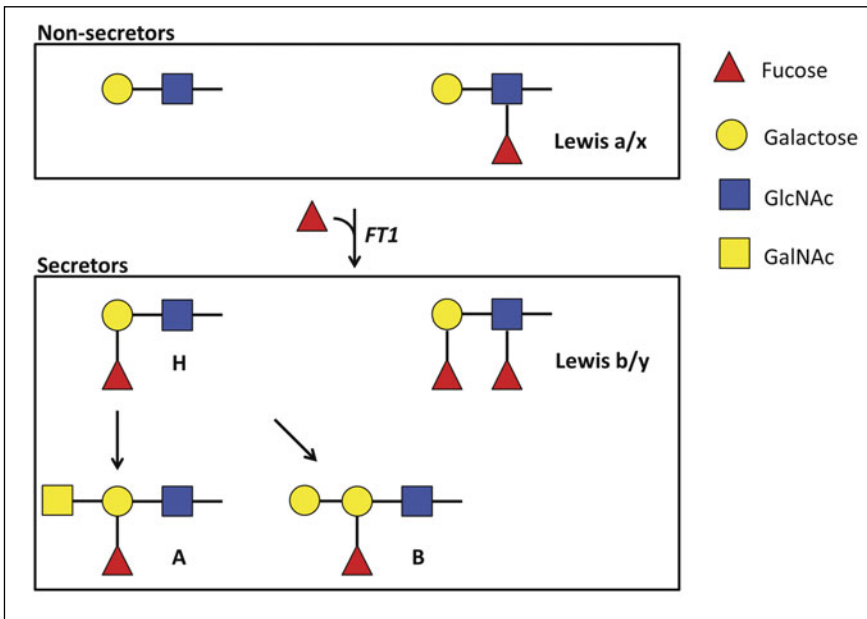 Non-secretors
Lewis a/x
FT1
Secretors
H
Lewis b/y
A
B
Fucose
Galactose
GlcNAc
GalNAc